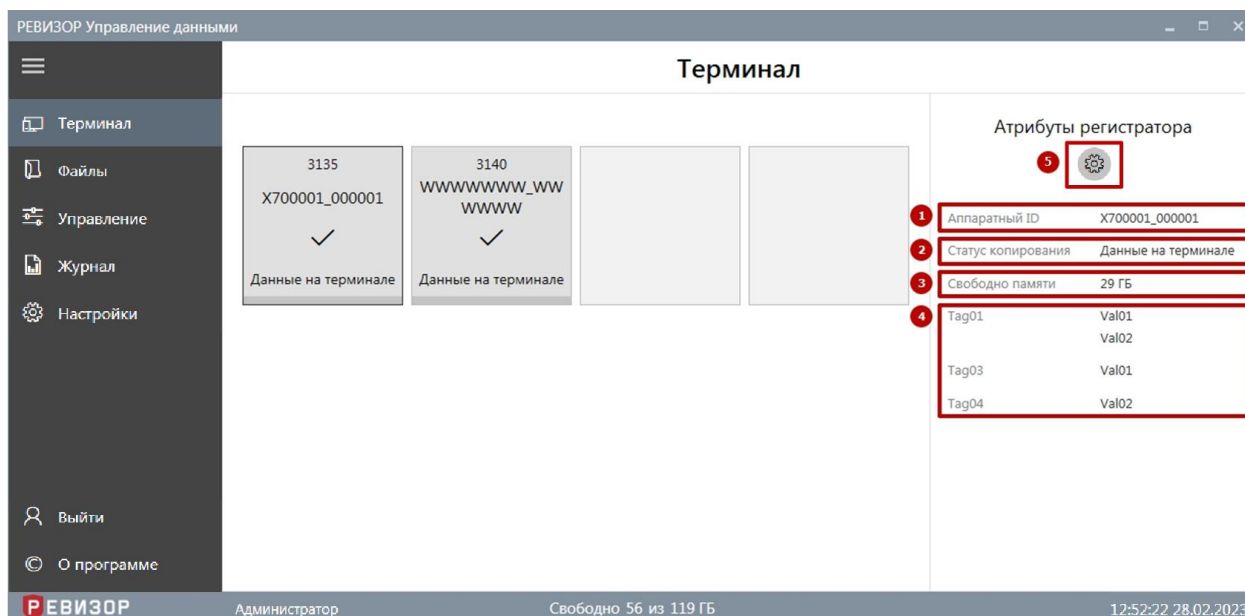 РЕВИЗОР Управление данными
Терминал
Терминал
Файлы
Управление
Журнал
Настройки
Выйти
О программе
3135
X700001_000001
Данные на терминале
3140
WWWWWWW_WW
WWWWW
Данные на терминале
Атрибуты регистратора
5
1 Аппаратный ID X700001_000001
2 Статус копирования Данные на терминале
3 Свободно памяти 29 ГБ
4 Tag01 Val01
Val02
Tag03 Val01
Tag04 Val02
РЕВИЗОР Администратор Свободно 56 из 119 ГБ 12:52:22 28.02.2023